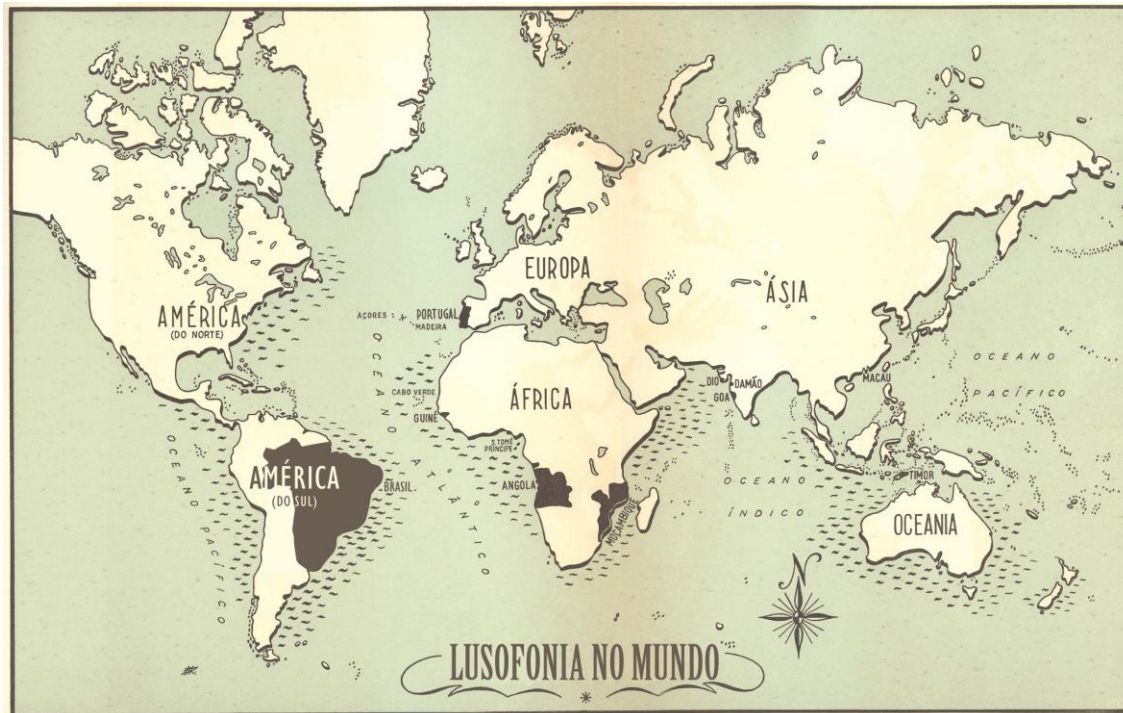 EUROPA
ÁSIA
AMÉRICA
(DO NORTE)
AÇORES
PORTUGAL
MADEIRA
OCEANO ATLÂNTICO
CABO VERDE
GUINÉ
ÁFRICA
S. TOMÉ
PRÍNCIPE
DIO
DAMÃO
GOA
MACAU
OCEANO
PACÍFICO
AMÉRICA
(DO SUL)
BRASIL
OCEANO PACÍFICO
ANGOLA
MOÇAMBIQUE
OCEANO
ÍNDICO
TIMOR
OCEANIA
N
LUSOFONIA NO MUNDO